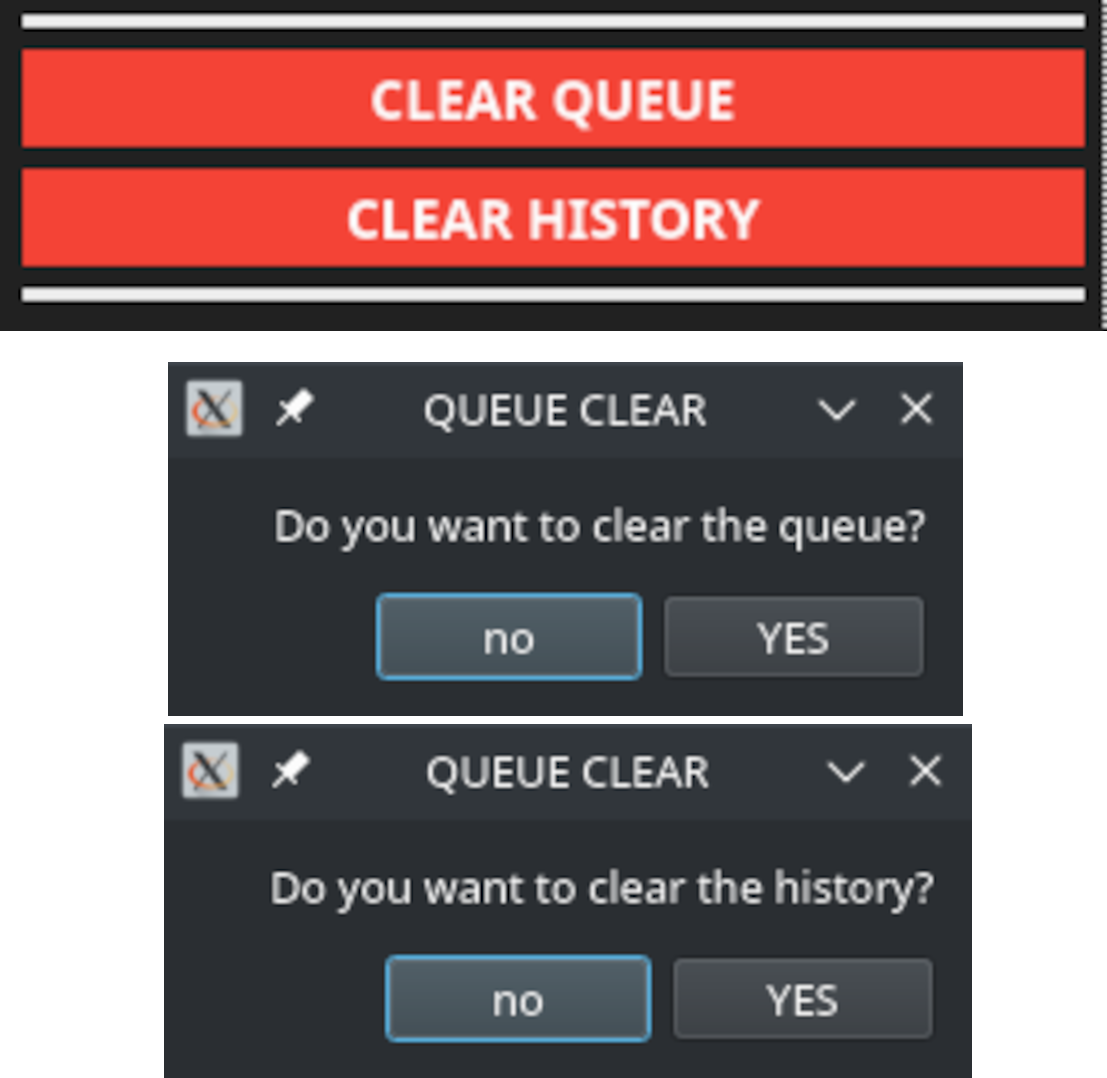 CLEAR QUEUE
CLEAR HISTORY
QUEUE CLEAR
Do you want to clear the queue?
no YES
QUEUE CLEAR
Do you want to clear the history?
no YES